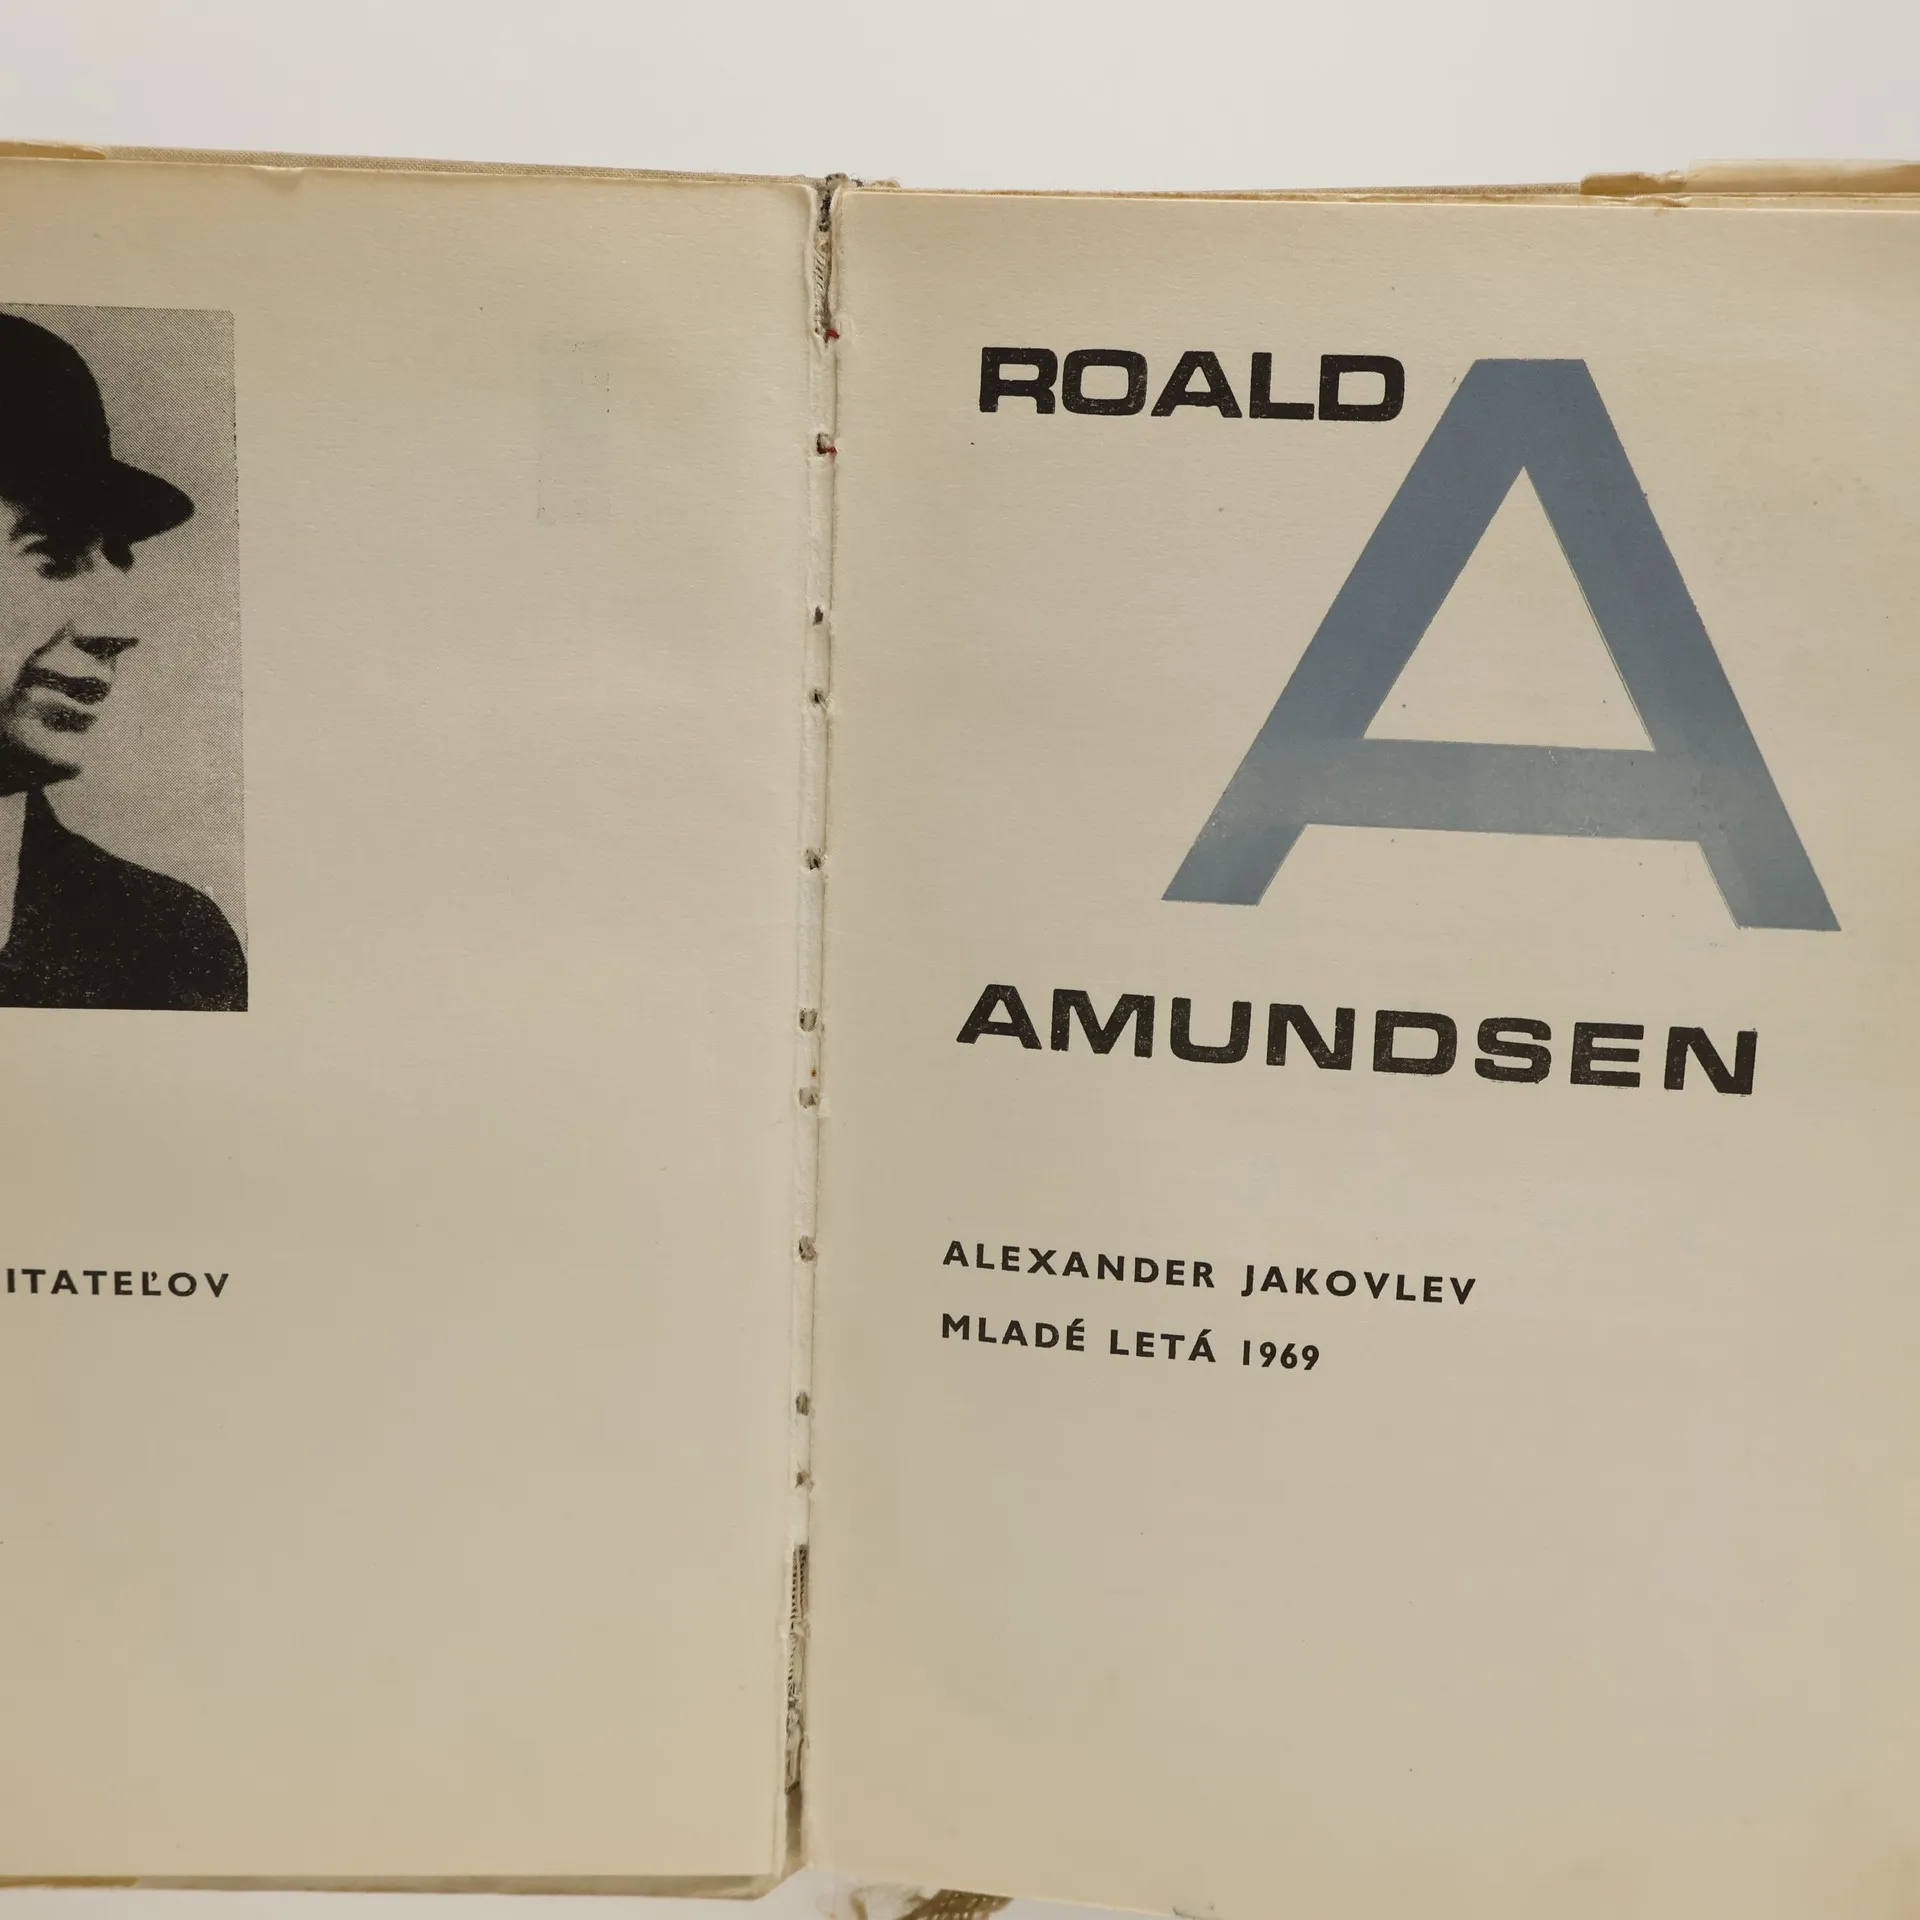 ITATEĽOV
ROALD
A
AMUNDSEN
ALEXANDER JAKOVLEV
MLADÉ LETÁ 1969